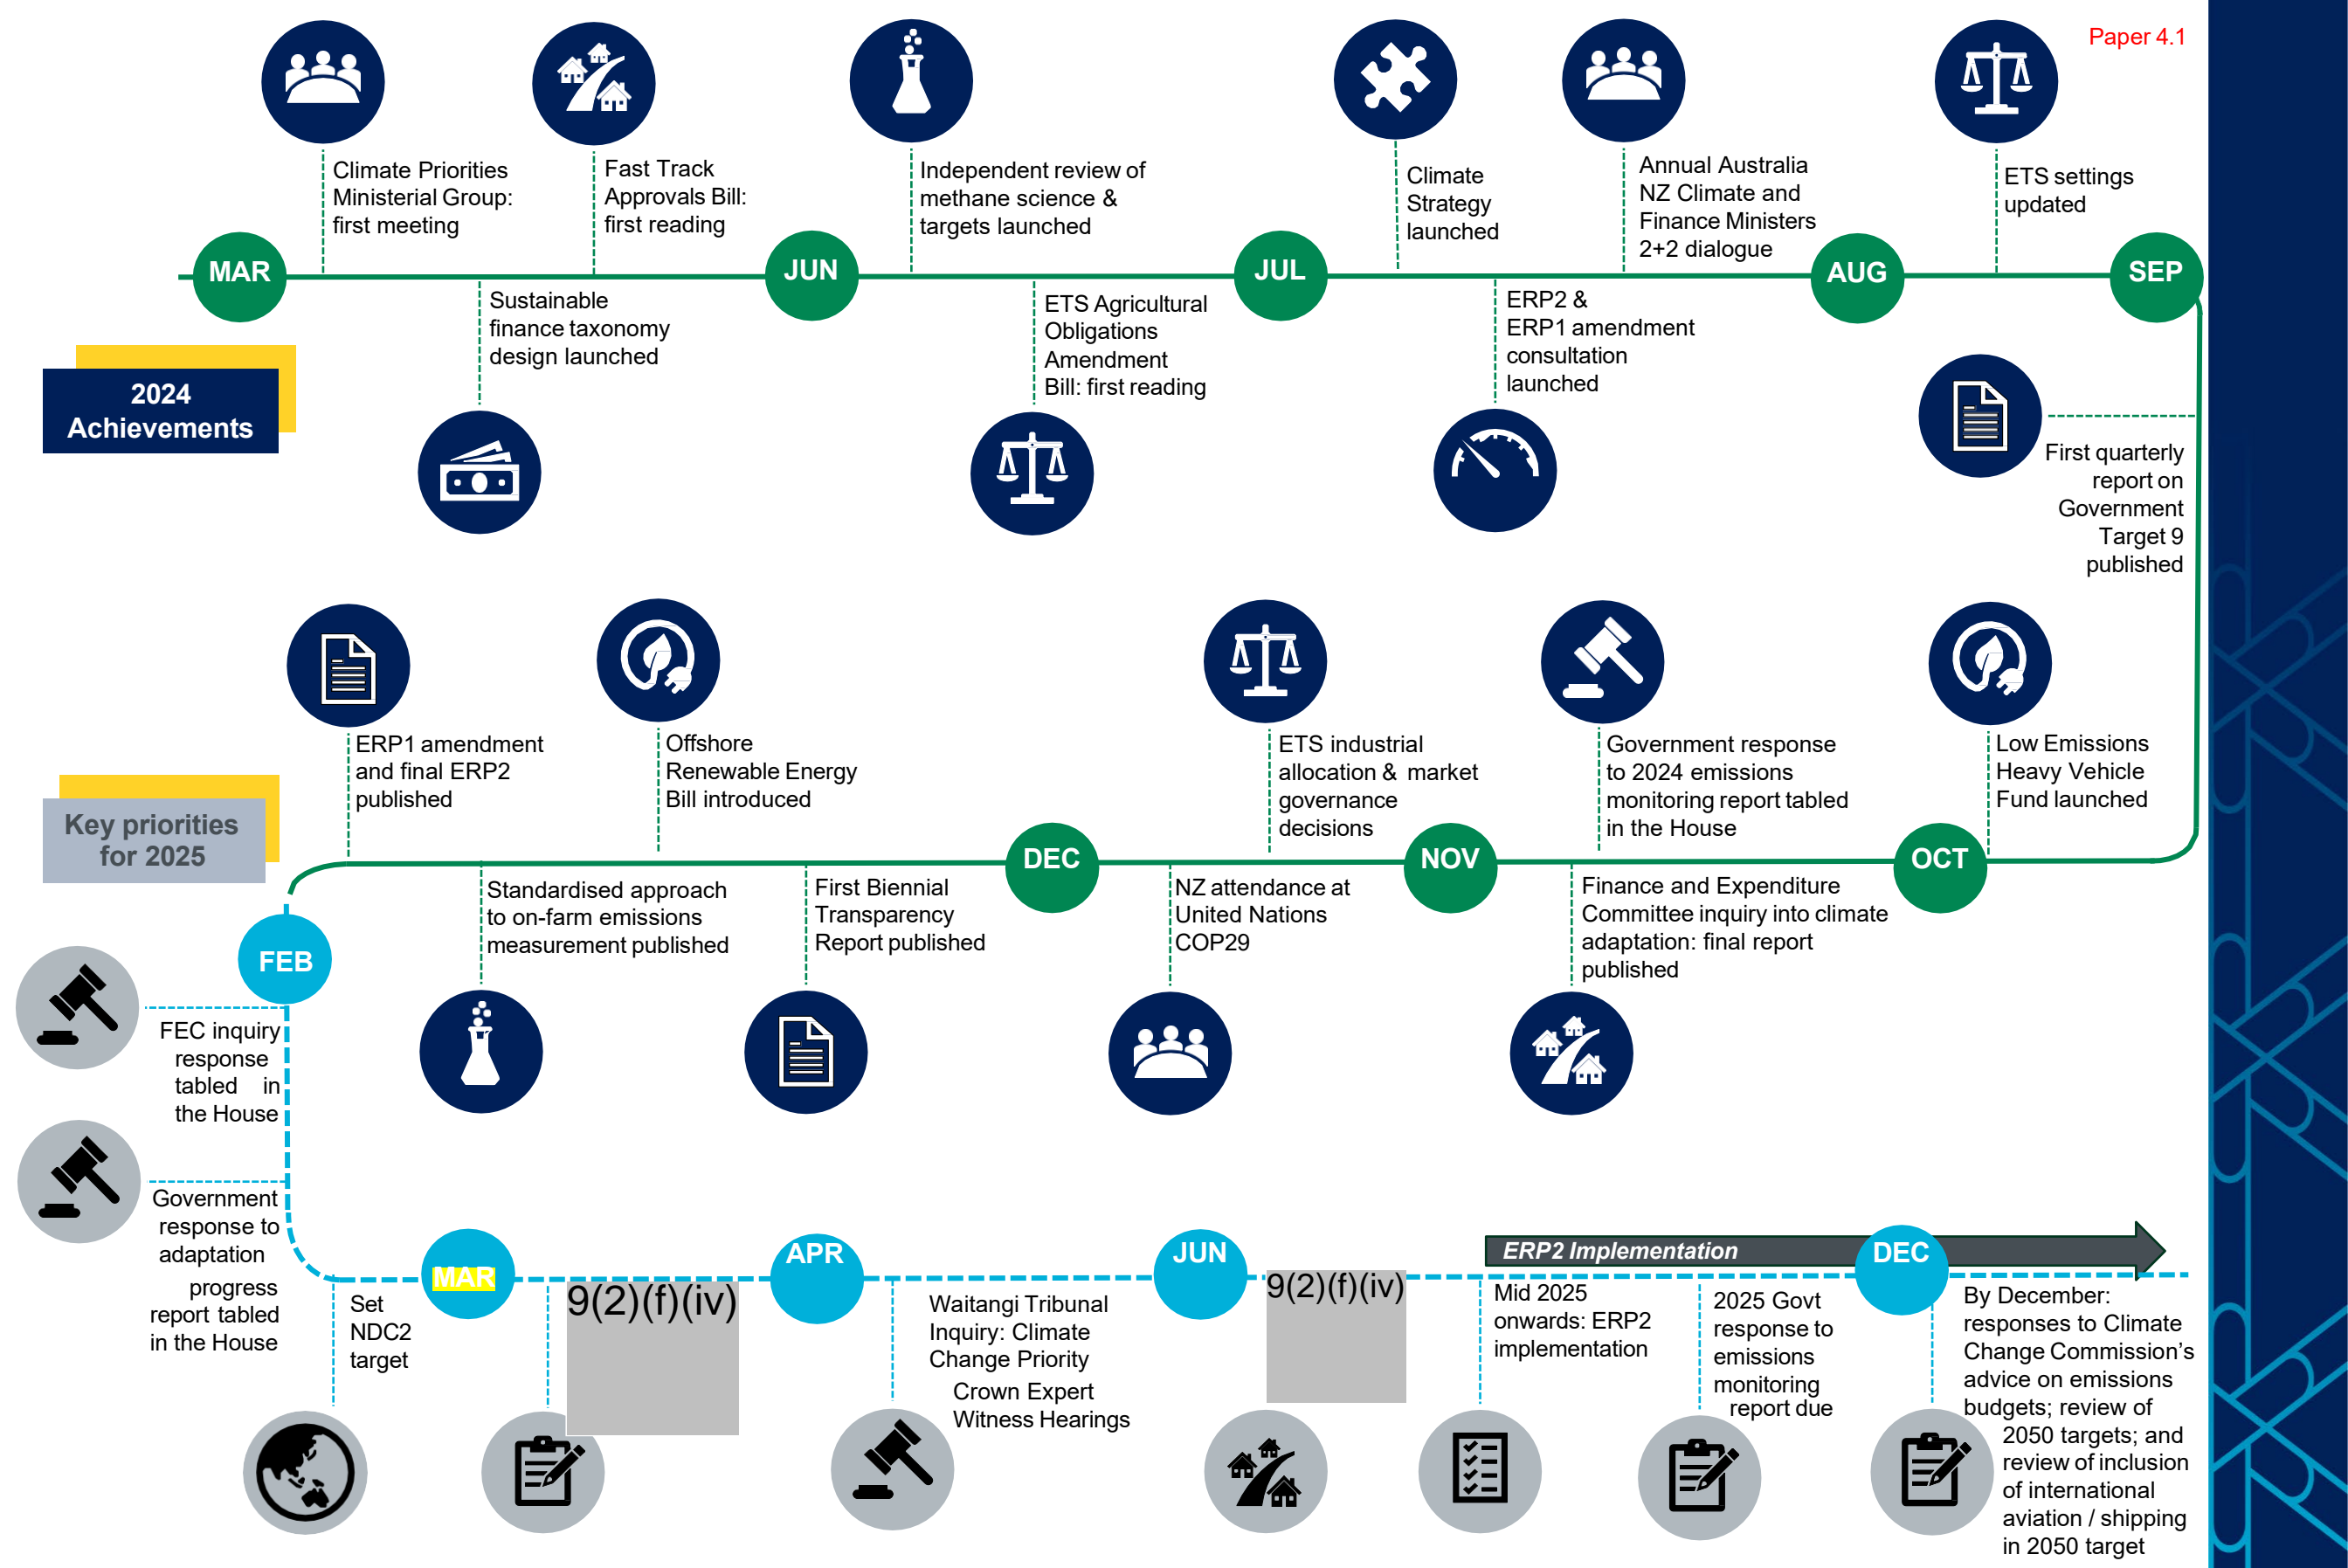 Paper 4.1
Climate Priorities
Ministerial Group:
first meeting
Fast Track
Approvals Bill:
first reading
Independent review of
methane science &
targets launched
Climate
Strategy
launched
Annual Australia
NZ Climate and
Finance Ministers
2+2 dialogue
ETS settings
updated
MAR
JUN
JUL
AUG
SEP
Sustainable
finance taxonomy
design launched
ETS Agricultural
Obligations
Amendment
Bill: first reading
ERP2 &
ERP1 amendment
consultation
launched
2024
Achievements
First quarterly
report on
Government
Target 9
published
ERP1 amendment
and final ERP2
published
Offshore
Renewable Energy
Bill introduced
ETS industrial
allocation & market
governance
decisions
Government response
to 2024 emissions
monitoring report tabled
in the House
Low Emissions
Heavy Vehicle
Fund launched
Key priorities
for 2025
DEC
NOV
OCT
Standardised approach
to on-farm emissions
measurement published
First Biennial
Transparency
Report published
NZ attendance at
United Nations
COP29
Finance and Expenditure
Committee inquiry into climate
adaptation: final report
published
FEB
FEC inquiry
response
tabled in
the House
Government
response to
adaptation
progress
report tabled
in the House
MAR
APR
JUN
ERP2 Implementation
DEC
Set
NDC2
target
9(2)(f)(iv)
Waitangi Tribunal
Inquiry: Climate
Change Priority
Crown Expert
Witness Hearings
9(2)(f)(iv)
Mid 2025
onwards: ERP2
implementation
2025 Govt
response to
emissions
monitoring
report due
By December:
responses to Climate
Change Commission’s
advice on emissions
budgets; review of
2050 targets; and
review of inclusion
of international
aviation / shipping
in 2050 target